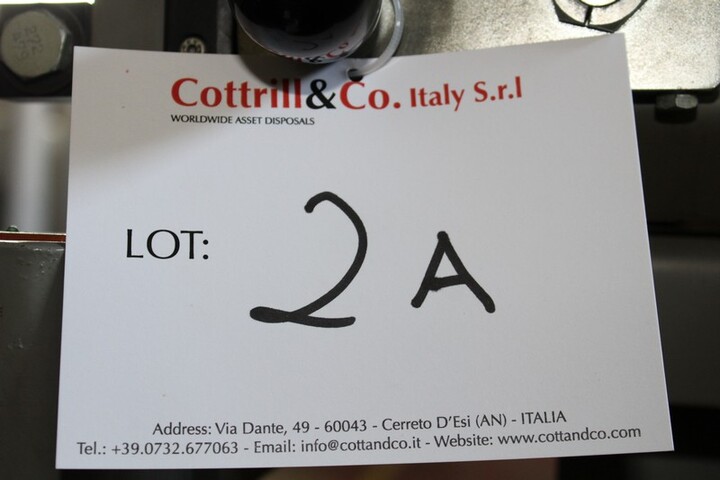 Cottrill&Co. Italy S.r.l
WORLDWIDE ASSET DISPOSALS
LOT: 2 A
Address: Via Dante, 49 - 60043 - Cerreto D'Esi (AN) - ITALIA
Tel.: +39.0732.677063 - Email: info@cottandco.it - Website: www.cottandco.com